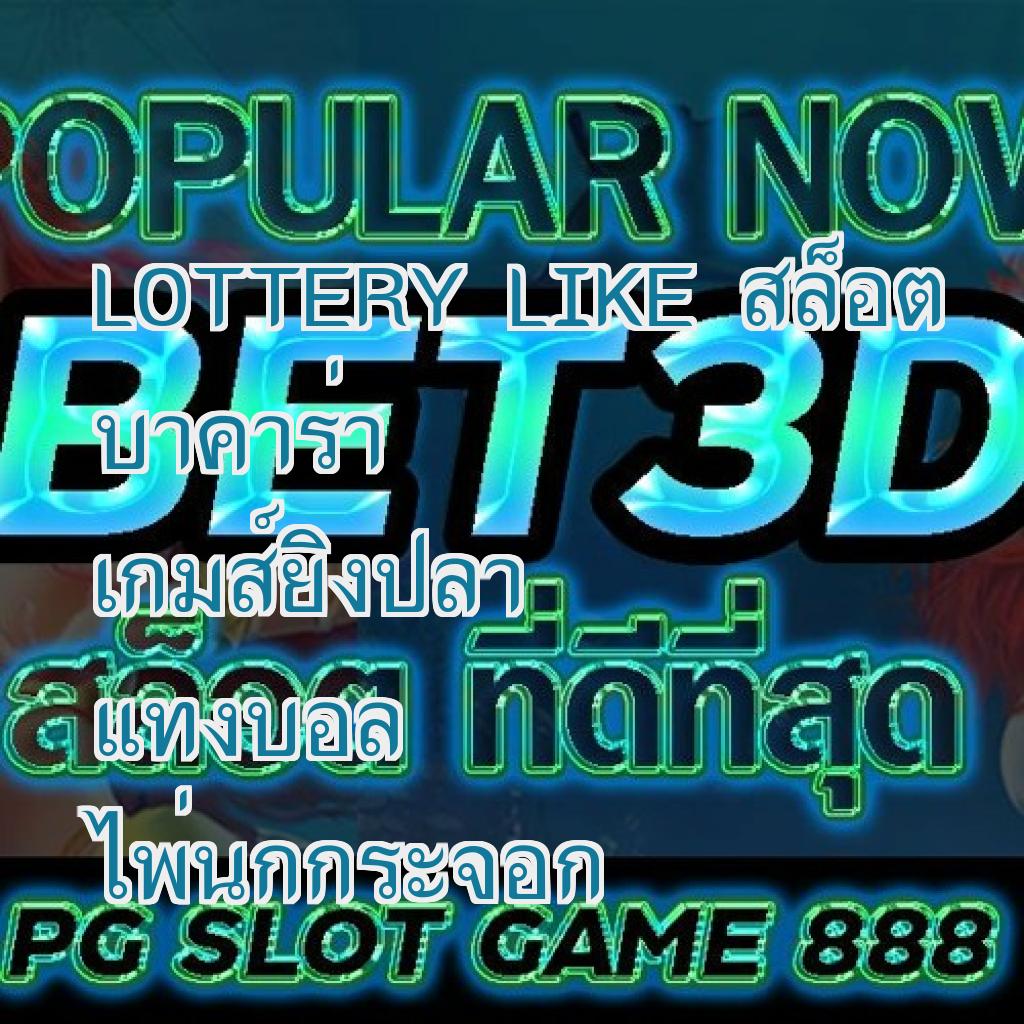 POPULAR NOW
LOTTERY LIKE สล็อต
BET3D
บาคาร่า
เกมส์ยิงปลา
สล็อต ที่ดีที่สุด
แทงบอล
ไพ่นกกระจอก
PG SLOT GAME 888